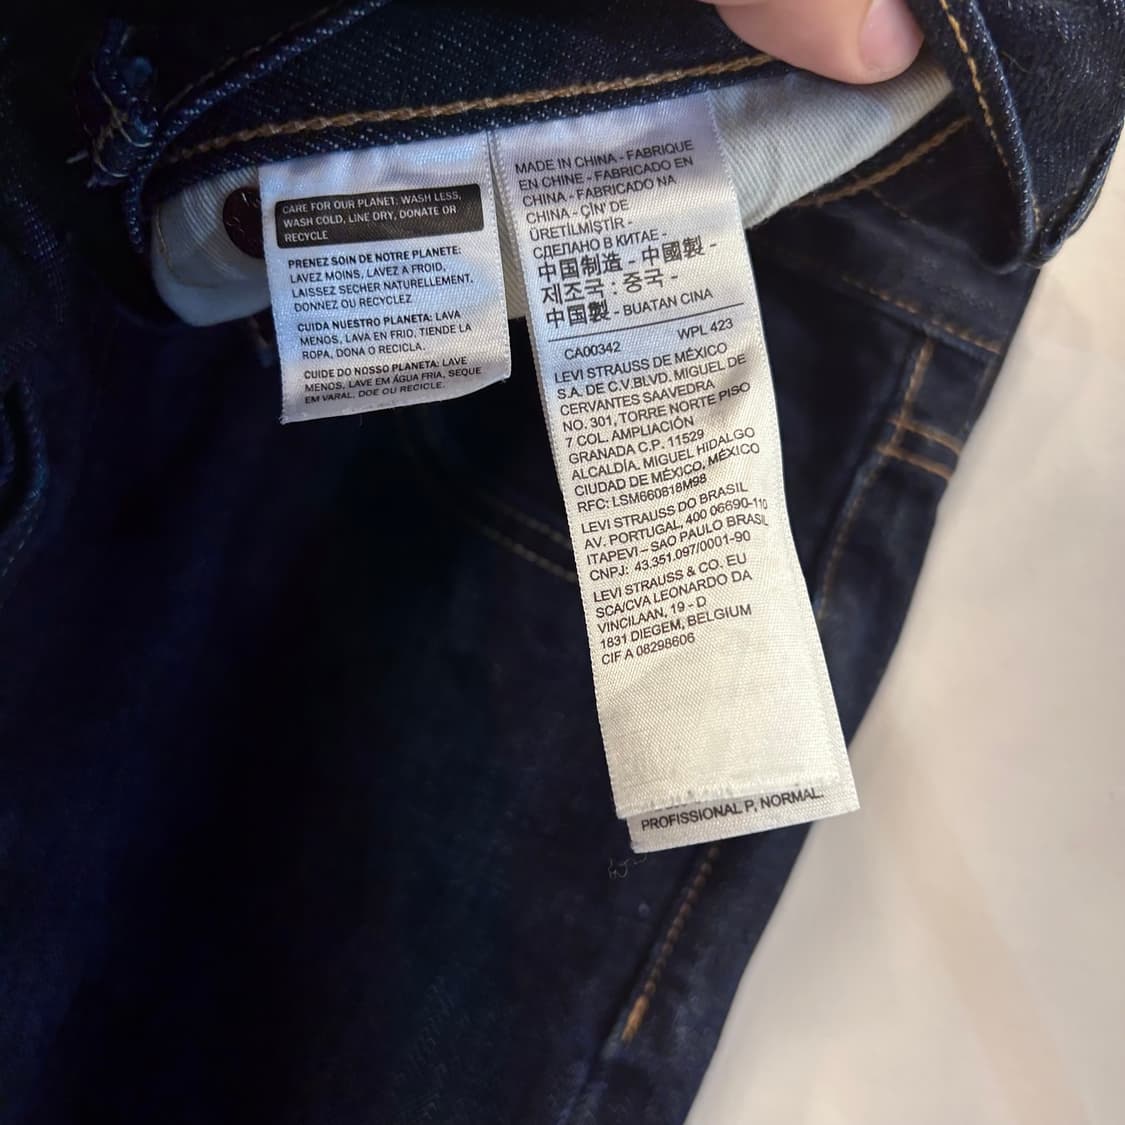 CARE FOR OUR PLANET: WASH LESS,
WASH COLD, LINE DRY, DONATE OR
RECYCLE
PRENEZ SOIN DE NOTRE PLANETE:
LAVEZ MOINS, LAVEZ A FROID,
LAISSEZ SECHER NATURELLEMENT,
DONNEZ OU RECYCLEZ
CUIDA NUESTRO PLANETA: LAVA
MENOS, LAVA EN FRIO, TIENDE LA
ROPA, DONA O RECICLA.
CUIDE DO NOSSO PLANETA: LAVE
MENOS, LAVE EM ÁGUA FRIA, SEQUE
EM VARAL, DOE OU RECICLE.
MADE IN CHINA - FABRIQUE
EN CHINE - FABRICADO EN
CHINA - FABRICADO NA
CHINA - ÇİN' DE
ÜRETİLMİŞTİR -
СДЕЛАНО В КИТАЕ -
中国制造 - 中國製 -
제조국 : 중국 -
中国製 - BUATAN CINA
CA00342 WPL 423
LEVI STRAUSS DE MÉXICO
S.A. DE C.V.BLVD. MIGUEL DE
CERVANTES SAAVEDRA
NO. 301, TORRE NORTE PISO
7 COL. AMPLIACIÓN
GRANADA C.P. 11529
ALCALDÍA. MIGUEL HIDALGO
CIUDAD DE MÉXICO, MÉXICO
RFC: LSM660818M98
LEVI STRAUSS DO BRASIL
AV. PORTUGAL, 400 06690-110
ITAPEVI – SAO PAULO BRASIL
CNPJ: 43.351.097/0001-90
LEVI STRAUSS & CO. EU
SCA/CVA LEONARDO DA
VINCILAAN, 19 - D
1831 DIEGEM, BELGIUM
CIF A 08298606
PROFISSIONAL P, NORMAL.